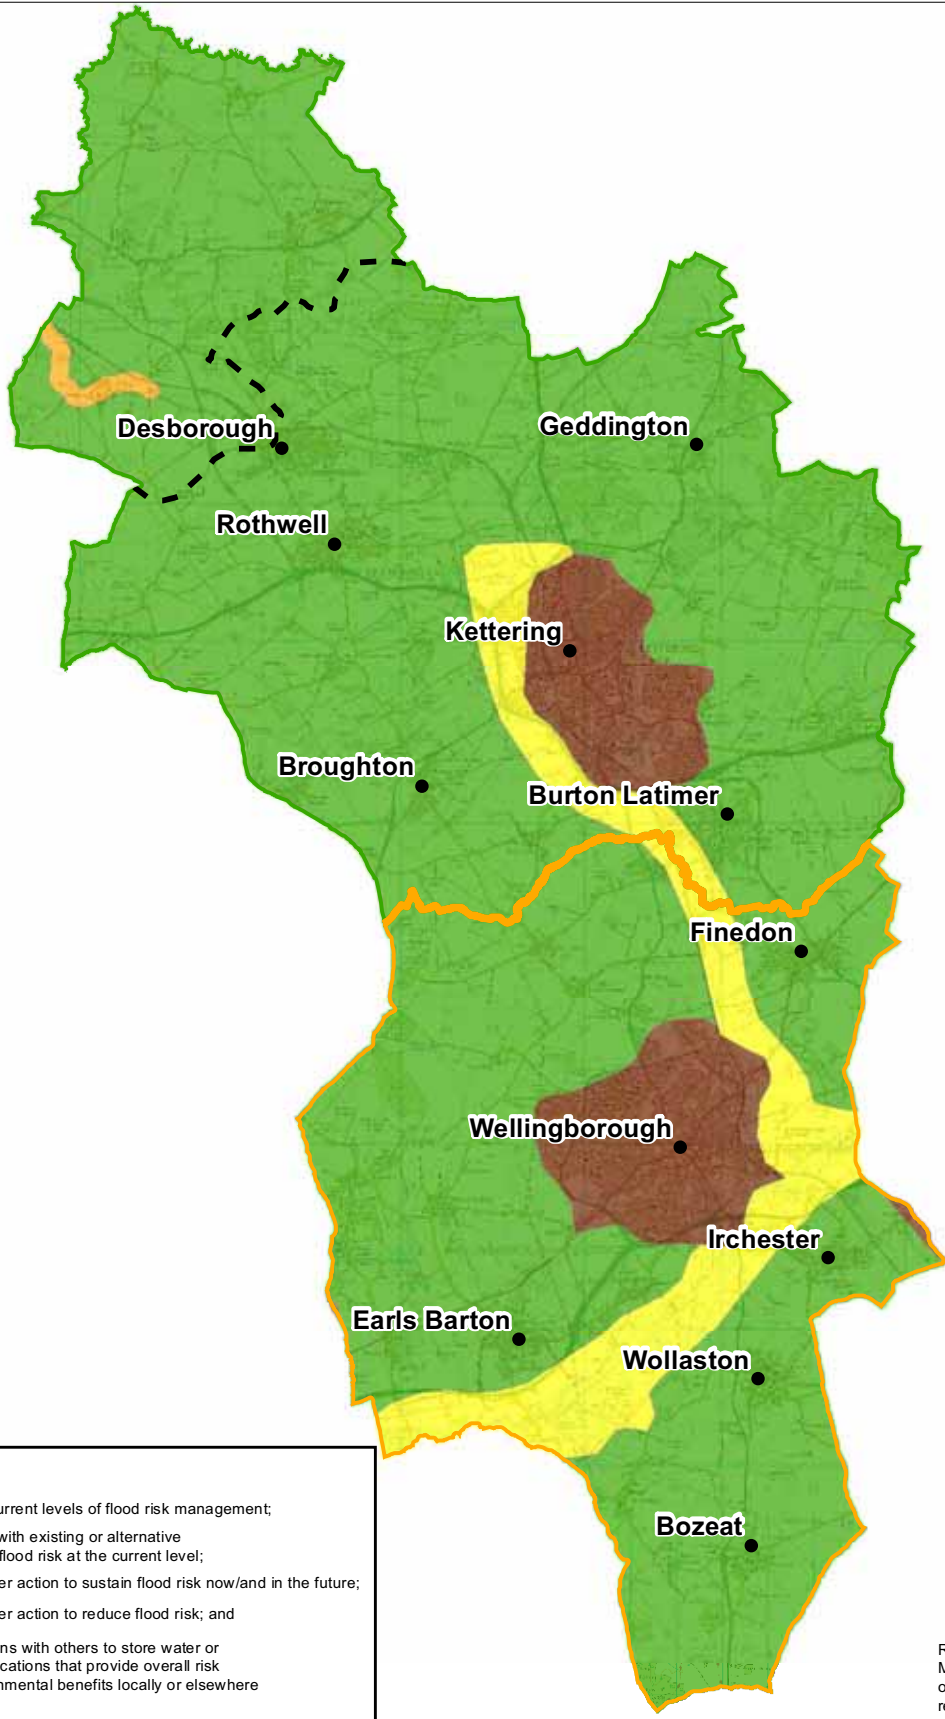 Desborough
Geddington
Rothwell
Kettering
Broughton
Burton Latimer
Finedon
Wellingborough
Irchester
Earls Barton
Wollaston
Bozeat
current levels of flood risk management;
with existing or alternative
flood risk at the current level;
er action to sustain flood risk now/and in the future;
er action to reduce flood risk; and
ns with others to store water or
cations that provide overall risk
nmental benefits locally or elsewhere